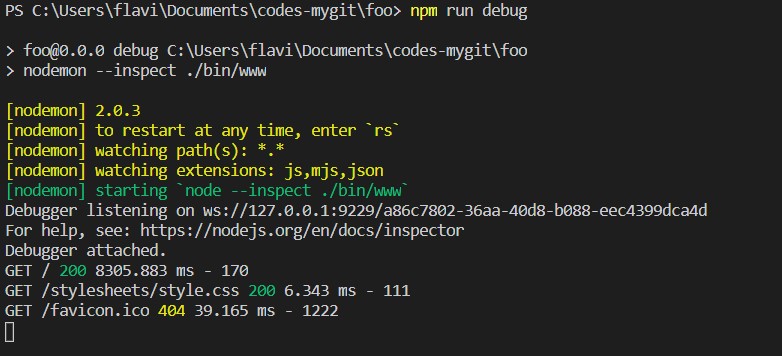 PS C:\Users\flavi\Documents\codes-mygit\foo> npm run debug
> foo@0.0.0 debug C:\Users\flavi\Documents\codes-mygit\foo
> nodemon --inspect ./bin/www
[nodemon] 2.0.3
[nodemon] to restart at any time, enter `rs`
[nodemon] watching path(s): *.*
[nodemon] watching extensions: js,mjs,json
[nodemon] starting `node --inspect ./bin/www`
Debugger listening on ws://127.0.0.1:9229/a86c7802-36aa-40d8-b088-eec4399dca4d
For help, see: https://nodejs.org/en/docs/inspector
Debugger attached.
GET / 200 8305.883 ms - 170
GET /stylesheets/style.css 200 6.343 ms - 111
GET /favicon.ico 404 39.165 ms - 1222